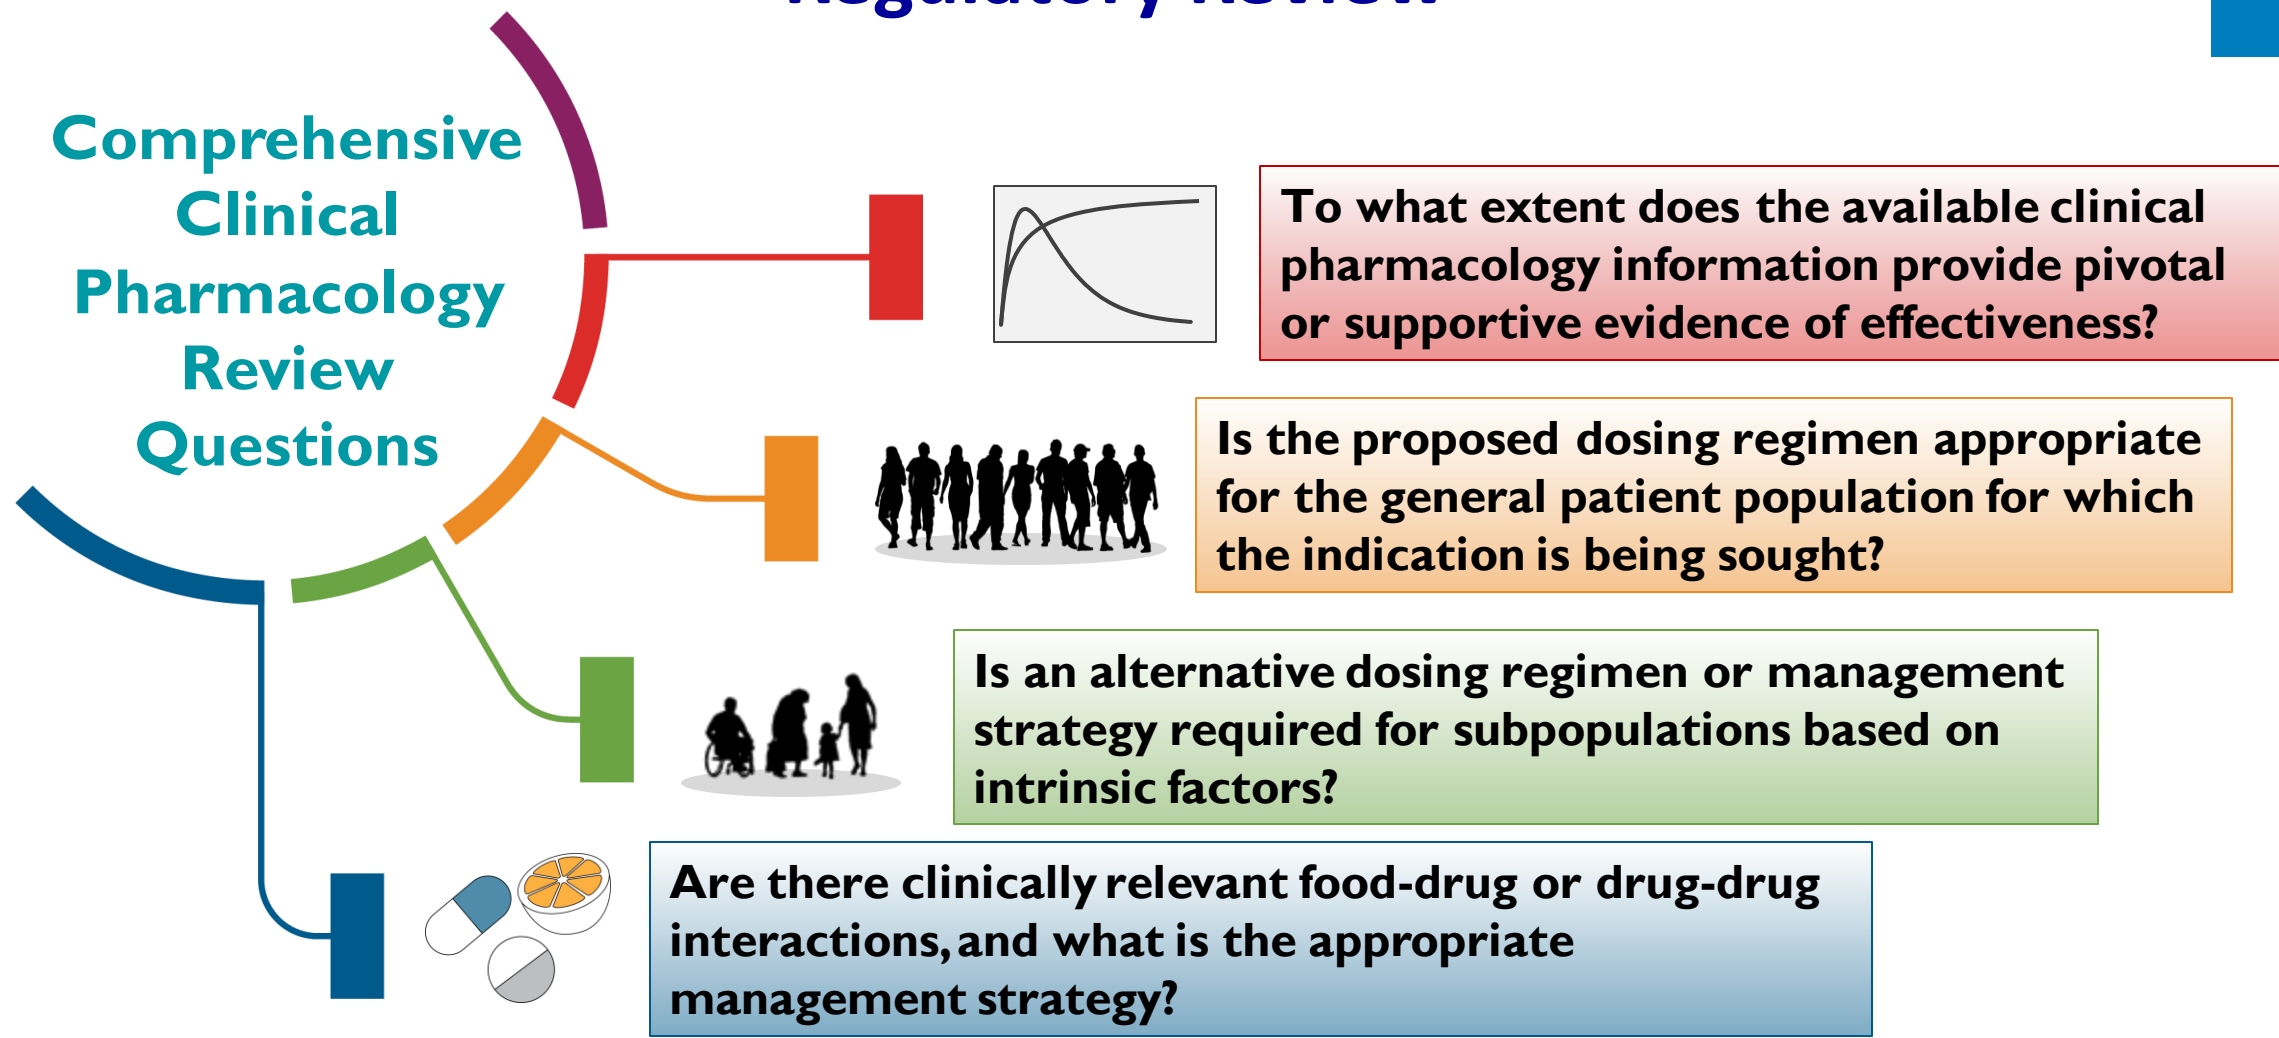 Regulatory Review
Comprehensive
Clinical
Pharmacology
Review
Questions
To what extent does the available clinical
pharmacology information provide pivotal
or supportive evidence of effectiveness?
Is the proposed dosing regimen appropriate
for the general patient population for which
the indication is being sought?
Is an alternative dosing regimen or management
strategy required for subpopulations based on
intrinsic factors?
Are there clinically relevant food-drug or drug-drug
interactions, and what is the appropriate
management strategy?